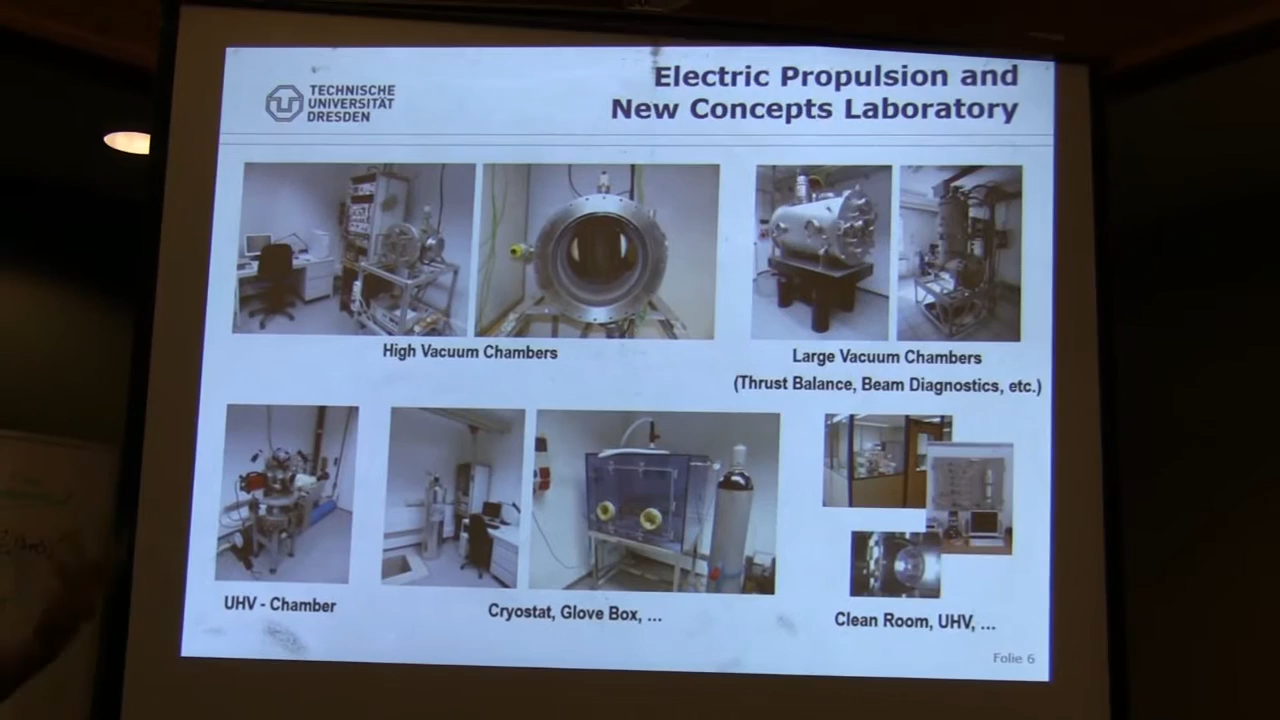 TECHNISCHE
UNIVERSITÄT
DRESDEN
Electric Propulsion and
New Concepts Laboratory
High Vacuum Chambers
Large Vacuum Chambers
(Thrust Balance, Beam Diagnostics, etc.)
UHV - Chamber
Cryostat, Glove Box, ...
Clean Room, UHV, ...
Folie 6